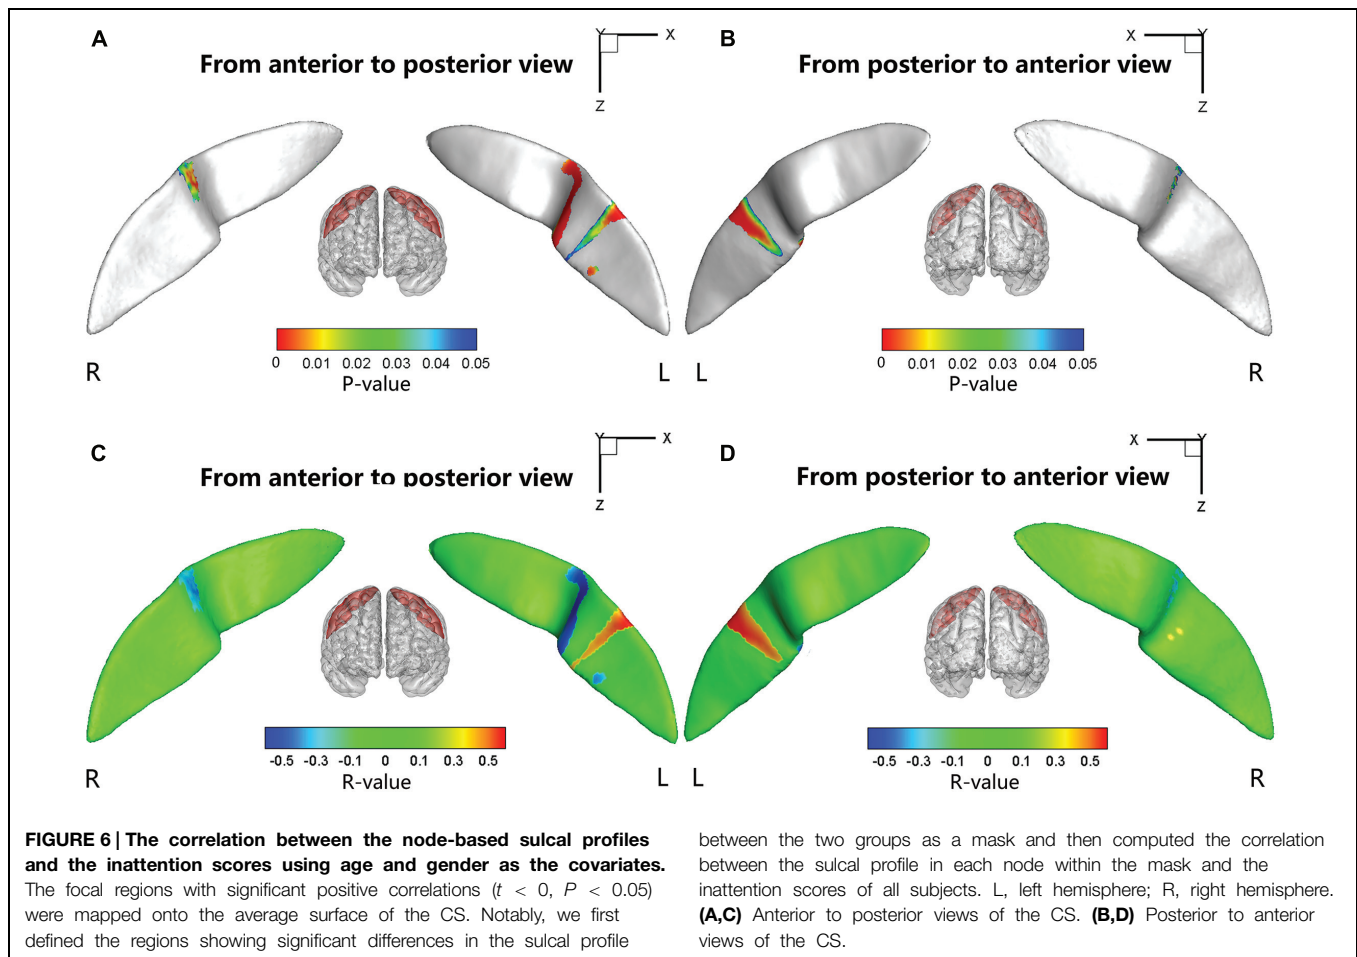 A
From anterior to posterior view
Y X
Z
B
From posterior to anterior view
X Y
Z
0 0.01 0.02 0.03 0.04 0.05
P-value
R
L
0 0.01 0.02 0.03 0.04 0.05
P-value
L
R
C
From anterior to posterior view
Y X
Z
D
From posterior to anterior view
X Y
Z
-0.5 -0.3 -0.1 0 0.1 0.3 0.5
R-value
R
L
-0.5 -0.3 -0.1 0 0.1 0.3 0.5
R-value
L
R
FIGURE 6 | The correlation between the node-based sulcal profiles
and the inattention scores using age and gender as the covariates.
The focal regions with significant positive correlations (t < 0, P < 0.05)
were mapped onto the average surface of the CS. Notably, we first
defined the regions showing significant differences in the sulcal profile
between the two groups as a mask and then computed the correlation
between the sulcal profile in each node within the mask and the
inattention scores of all subjects. L, left hemisphere; R, right hemisphere.
(A,C) Anterior to posterior views of the CS. (B,D) Posterior to anterior
views of the CS.